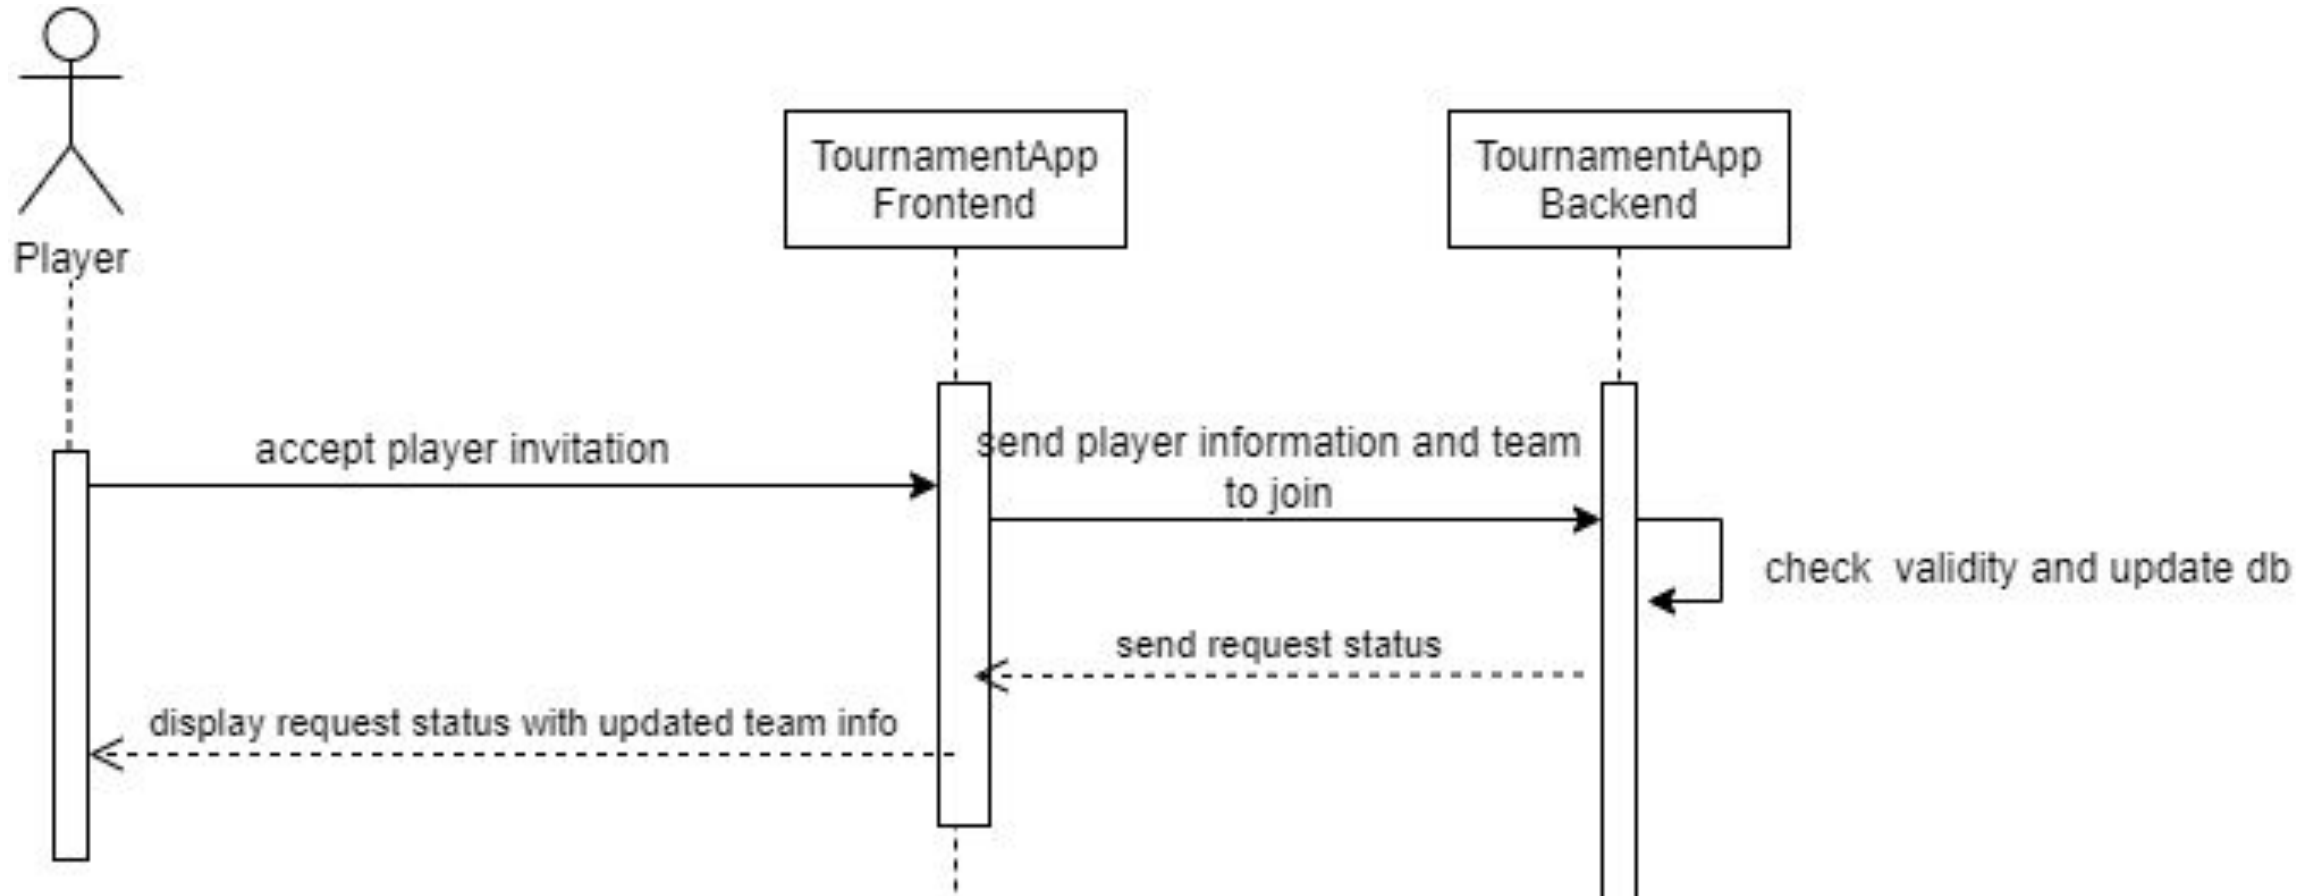 TournamentApp
Frontend
TournamentApp
Backend
Player
accept player invitation
send player information and team
to join
check  validity and update db
send request status
display request status with updated team info